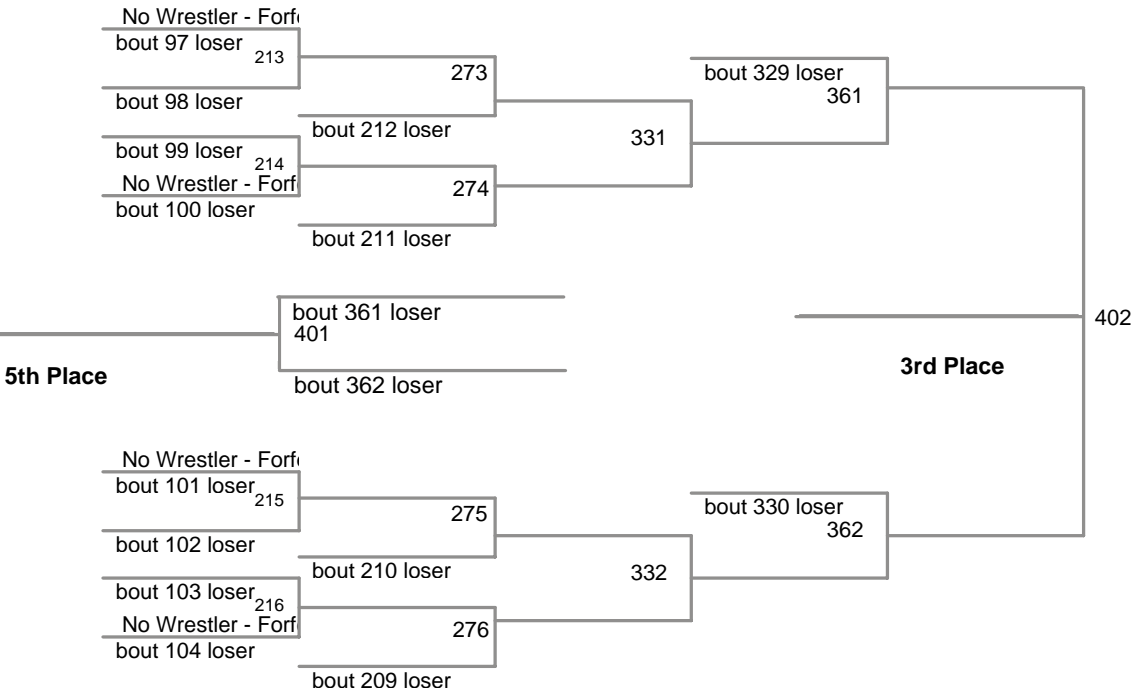 No Wrestler - Forf
bout 97 loser
213
273
bout 329 loser
361
bout 98 loser
bout 212 loser
331
bout 99 loser
214
No Wrestler - Forf
274
bout 100 loser
bout 211 loser
bout 361 loser
401
402
5th Place
3rd Place
bout 362 loser
No Wrestler - Forf
bout 101 loser
215
275
bout 330 loser
362
bout 102 loser
bout 210 loser
332
bout 103 loser
216
No Wrestler - Forf
276
bout 104 loser
bout 209 loser